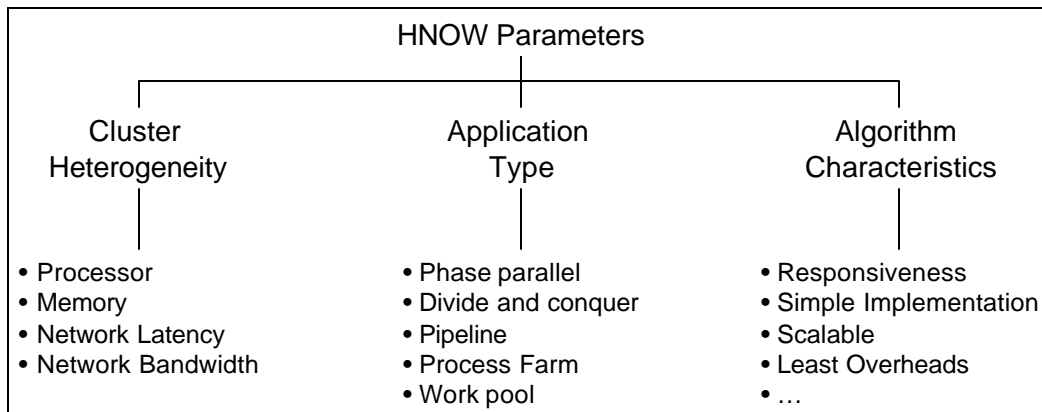 HNOW Parameters
Cluster
Heterogeneity
Application
Type
Algorithm
Characteristics
• Processor
• Memory
• Network Latency
• Network Bandwidth
• Phase parallel
• Divide and conquer
• Pipeline
• Process Farm
• Work pool
• Responsiveness
• Simple Implementation
• Scalable
• Least Overheads
• …